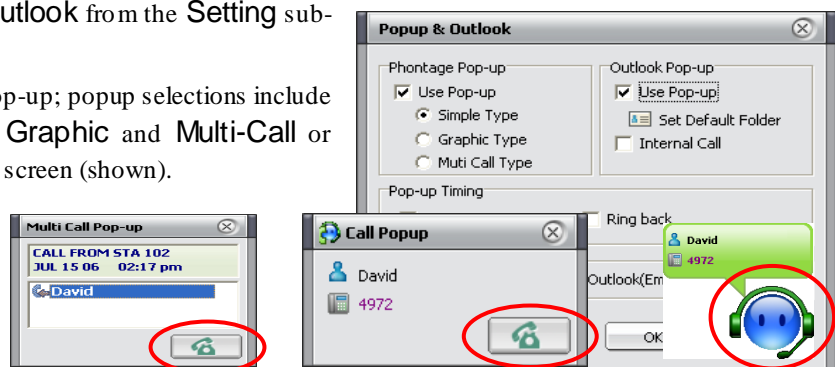 utlook from the Setting sub-
op-up; popup selections include
Graphic and Multi-Call or
screen (shown).
Popup & Outlook
Phontage Pop-up
Use Pop-up
Simple Type
Graphic Type
Muti Call Type
Outlook Pop-up
Use Pop-up
Set Default Folder
Internal Call
Pop-up Timing
Ring back
Outlook(Em
OK
Multi Call Pop-up
CALL FROM STA 102
JUL 15 06 02:17 pm
David
Call Popup
David
4972
David
4972